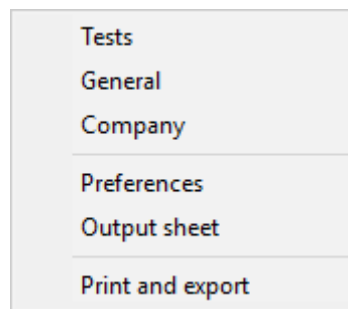 Tests
General
Company
Preferences
Output sheet
Print and export